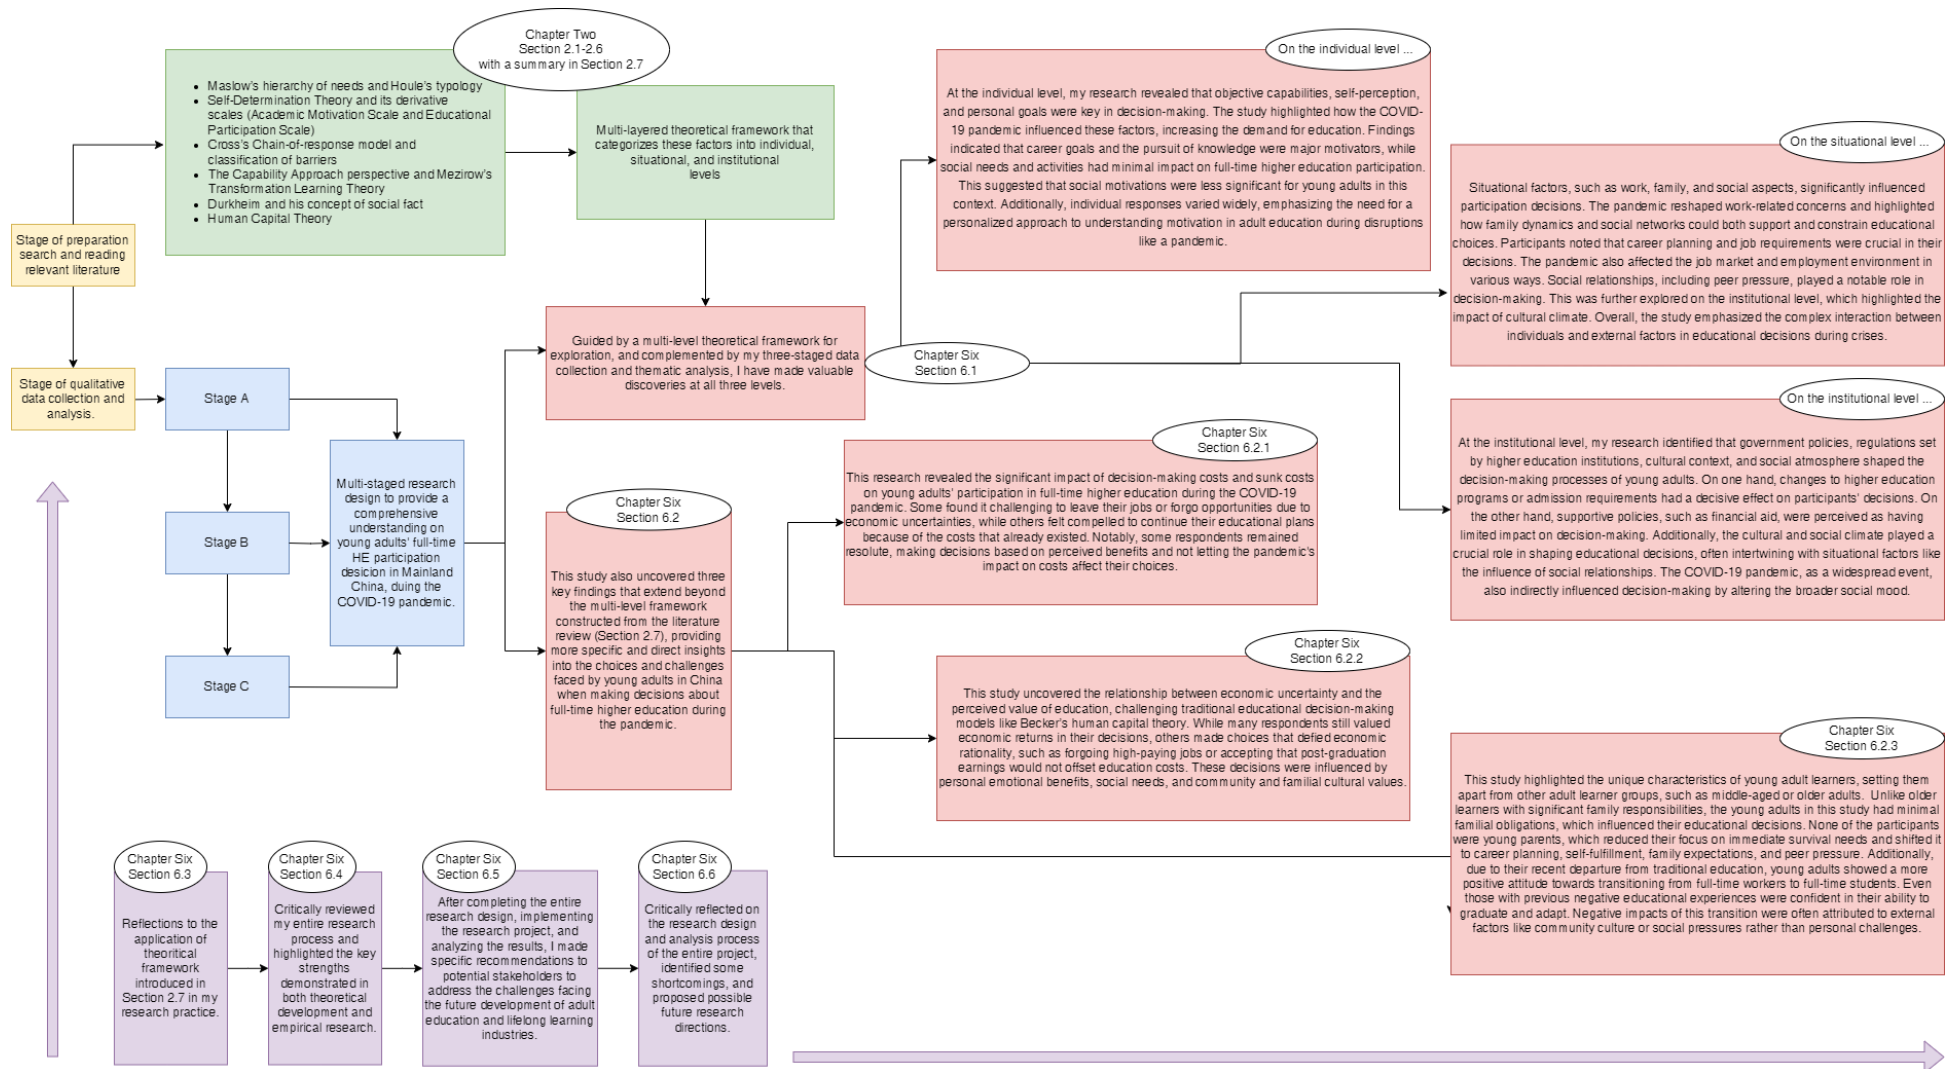 Chapter Two
Section 2.1-2.6
with a summary in Section 2.7
Maslow's hierarchy of needs and Houle's typology
Self-Determination Theory and its derivative
scales (Academic Motivation Scale and Educational
Participation Scale)
Cross's Chain-of-response model and
classification of barriers
The Capability Approach perspective and Mezirow's
Transformation Learning Theory
Durkheim and his concept of social fact
Human Capital Theory
Multi-layered theoretical framework that
categorizes these factors into individual,
situational, and institutional
levels
Stage of preparation
search and reading
relevant literature
Stage of qualitative
data collection and
analysis.
Stage A
Stage B
Stage C
Multi-staged research
design to provide a
comprehensive
understanding on
young adults' full-time
HE participation
desicion in Mainland
China, duing the
COVID-19 pandemic.
Guided by a multi-level theoretical framework for
exploration, and complemented by my three-staged data
collection and thematic analysis, I have made valuable
discoveries at all three levels.
Chapter Six
Section 6.1
On the individual level ...
At the individual level, my research revealed that objective capabilities, self-perception,
and personal goals were key in decision-making. The study highlighted how the COVID-
19 pandemic influenced these factors, increasing the demand for education. Findings
indicated that career goals and the pursuit of knowledge were major motivators, while
social needs and activities had minimal impact on full-time higher education participation.
This suggested that social motivations were less significant for young adults in this
context. Additionally, individual responses varied widely, emphasizing the need for a
personalized approach to understanding motivation in adult education during disruptions
like a pandemic.
On the situational level ...
Situational factors, such as work, family, and social aspects, significantly influenced
participation decisions. The pandemic reshaped work-related concerns and highlighted
how family dynamics and social networks could both support and constrain educational
choices. Participants noted that career planning and job requirements were crucial in their
decisions. The pandemic also affected the job market and employment environment in
various ways. Social relationships, including peer pressure, played a notable role in
decision-making. This was further explored on the institutional level, which highlighted the
impact of cultural climate. Overall, the study emphasized the complex interaction between
individuals and external factors in educational decisions during crises.
On the institutional level ...
At the institutional level, my research identified that government policies, regulations set
by higher education institutions, cultural context, and social atmosphere shaped the
decision-making processes of young adults. On one hand, changes to higher education
programs or admission requirements had a decisive effect on participants' decisions. On
the other hand, supportive policies, such as financial aid, were perceived as having
limited impact on decision-making. Additionally, the cultural and social climate played a
crucial role in shaping educational decisions, often intertwining with situational factors like
the influence of social relationships. The COVID-19 pandemic, as a widespread event,
also indirectly influenced decision-making by altering the broader social mood.
Chapter Six
Section 6.2
This study also uncovered three
key findings that extend beyond
the multi-level framework
constructed from the literature
review (Section 2.7), providing
more specific and direct insights
into the choices and challenges
faced by young adults in China
when making decisions about
full-time higher education during
the pandemic.
Chapter Six
Section 6.2.1
This research revealed the significant impact of decision-making costs and sunk costs
on young adults' participation in full-time higher education during the COVID-19
pandemic. Some found it challenging to leave their jobs or forgo opportunities due to
economic uncertainties, while others felt compelled to continue their educational plans
because of the costs that already existed. Notably, some respondents remained
resolute, making decisions based on perceived benefits and not letting the pandemic's
impact on costs affect their choices.
Chapter Six
Section 6.2.2
This study uncovered the relationship between economic uncertainty and the
perceived value of education, challenging traditional educational decision-making
models like Becker's human capital theory. While many respondents still valued
economic returns in their decisions, others made choices that defied economic
rationality, such as forgoing high-paying jobs or accepting that post-graduation
earnings would not offset education costs. These decisions were influenced by
personal emotional benefits, social needs, and community and familial cultural values.
Chapter Six
Section 6.2.3
This study highlighted the unique characteristics of young adult learners, setting them
apart from other adult learner groups, such as middle-aged or older adults. Unlike older
learners with significant family responsibilities, the young adults in this study had minimal
familial obligations, which influenced their educational decisions. None of the participants
were young parents, which reduced their focus on immediate survival needs and shifted it
to career planning, self-fulfillment, family expectations, and peer pressure. Additionally,
due to their recent departure from traditional education, young adults showed a more
positive attitude towards transitioning from full-time workers to full-time students. Even
those with previous negative educational experiences were confident in their ability to
graduate and adapt. Negative impacts of this transition were often attributed to external
factors like community culture or social pressures rather than personal challenges.
Chapter Six
Section 6.3
Reflections to the
application of
theoritical
framework
introduced in
Section 2.7 in my
research practice.
Chapter Six
Section 6.4
Critically reviewed
my entire research
process and
highlighted the key
strengths
demonstrated in
both theoretical
development and
empirical research.
Chapter Six
Section 6.5
After completing the entire
research design, implementing
the research project, and
analyzing the results, I made
specific recommendations to
potential stakeholders to
address the challenges facing
the future development of adult
education and lifelong learning
industries.
Chapter Six
Section 6.6
Critically reflected on
the research design
and analysis process
of the entire project,
identified some
shortcomings, and
proposed possible
future research
directions.